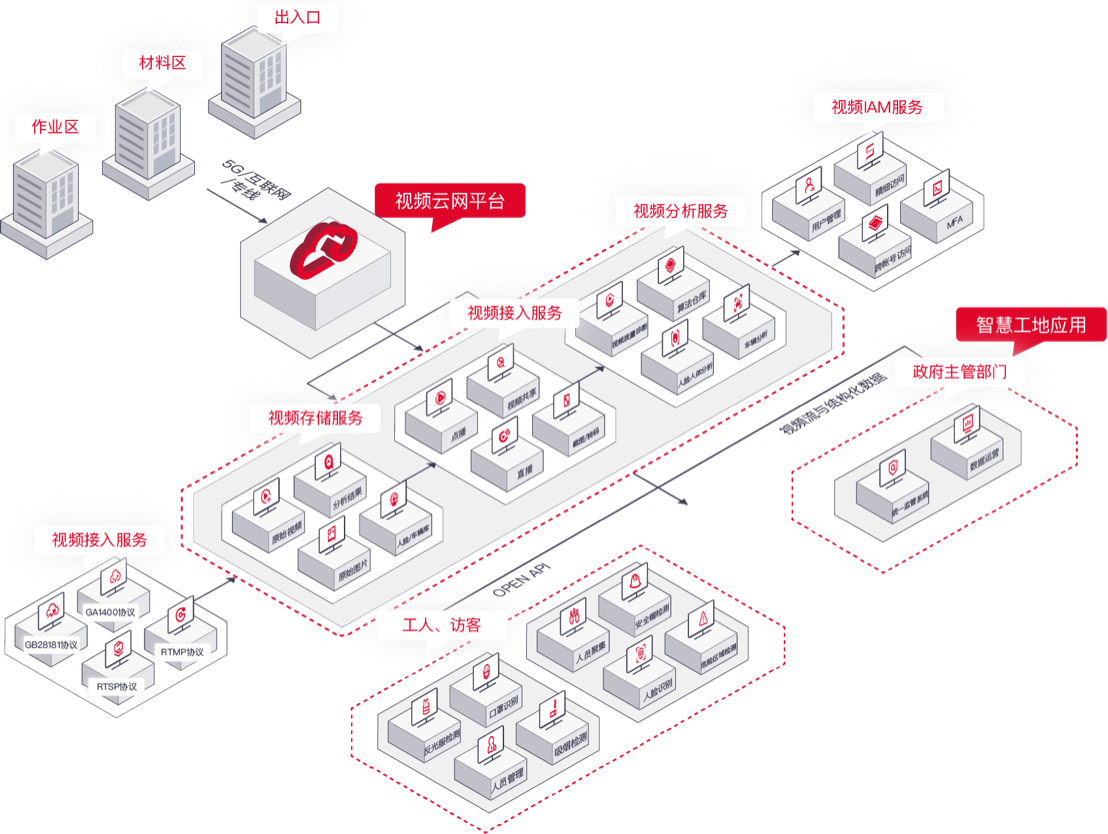 出入口
材料区
作业区
5G/互联网
/专线
视频云网平台
视频IAM服务
精细访问
用户管理
MFA
跨帐号访问
视频分析服务
算法仓库
视频质量诊断
车辆分析
人脸人体分析
视频接入服务
视频共享
点播
截图/转码
直播
视频存储服务
分析结果
原始视频
人脸/车辆库
原始图片
视频接入服务
GA1400协议
GB28181协议
RTMP协议
RTSP协议
视频流与结构化数据
OPEN API
智慧工地应用
政府主管部门
数据运营
统一监管系统
工人、访客
安全帽检测
人员聚集
危险区域检测
人脸识别
口罩识别
反光服检测
吸烟检测
人员管理